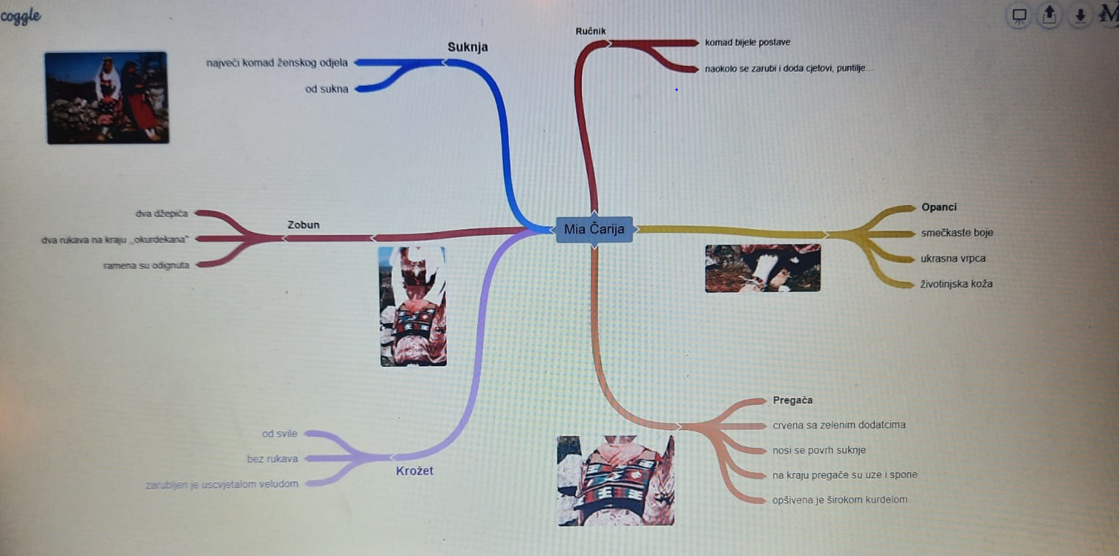 coggle
Suknja
najveći komad ženskog odjela
od sukna
Ručnik
komad bijele postave
naokolo se zarubi i doda cjetovi, puntilje...
Zobun
dva džepića
dva rukava na kraju „okurdekana"
ramena su odignuta
Mia Čarija
Opanci
smečkaste boje
ukrasna vrpca
životinjska koža
Krožet
od svile
bez rukava
zarubljen je uscvjetalom veludom
Pregača
crvena sa zelenim dodatcima
nosi se povrh suknje
na kraju pregače su uze i spone
opšivena je širokom kurdelom